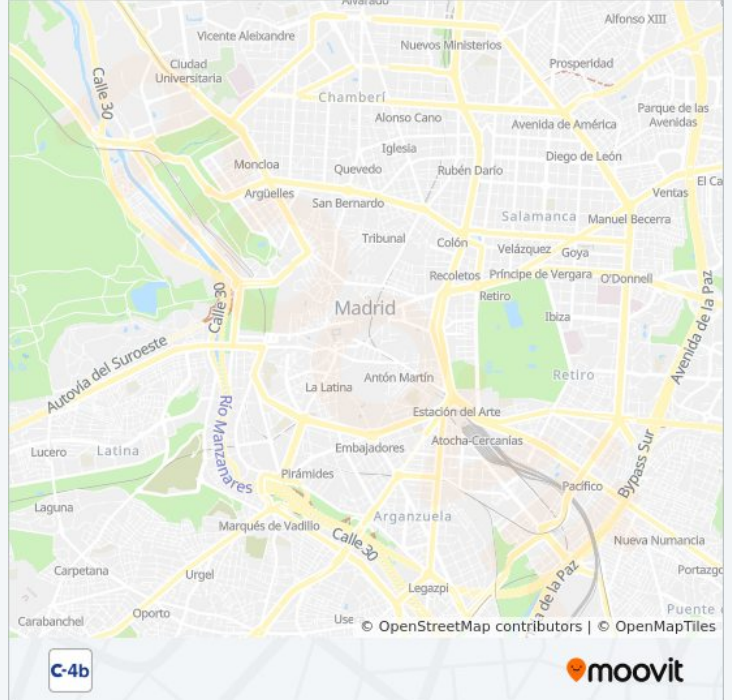 Alvarado
Alfonso XIII
Vicente Aleixandre
Nuevos Ministerios
Ciudad
Universitaria
Prosperidad
Calle 30
Chamberí
Parque de las
Avenidas
Alonso Cano
Avenida de América
Iglesia
Diego de León
Moncloa
Quevedo
Rubén Darío
El Ca
Argüelles
Ventas
San Bernardo
Salamanca
Manuel Becerra
Tribunal
Colón
Velázquez
Goya
Recoletos
Príncipe de Vergara
O'Donnell
Retiro
Calle 30
Madrid
Ibiza
Avenida de la Paz
Autovía del Suroeste
Antón Martín
Retiro
La Latina
Estación del Arte
Río Manzanares
Atocha-Cercanías
Embajadores
Lucero
Latina
Bypass Sur
Pirámides
Pacífico
Laguna
Arganzuela
Marqués de Vadillo
Calle 30
Nueva Numancia
Carpetana
Urgel
Portazgo
a de la Paz
Legazpi
Puente
Oporto
Carabanchel
Use
© OpenStreetMap contributors | © OpenMapTiles
C-4b
moovit